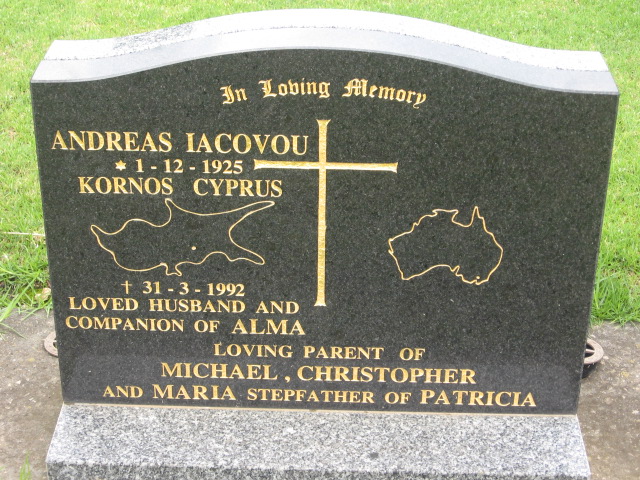 In Loving Memory
ANDREAS IACOVOU
* 1 - 12 - 1925
KORNOS CYPRUS
† 31 - 3 - 1992
LOVED HUSBAND AND
COMPANION OF ALMA
LOVING PARENT OF
MICHAEL , CHRISTOPHER
AND MARIA STEPFATHER OF PATRICIA